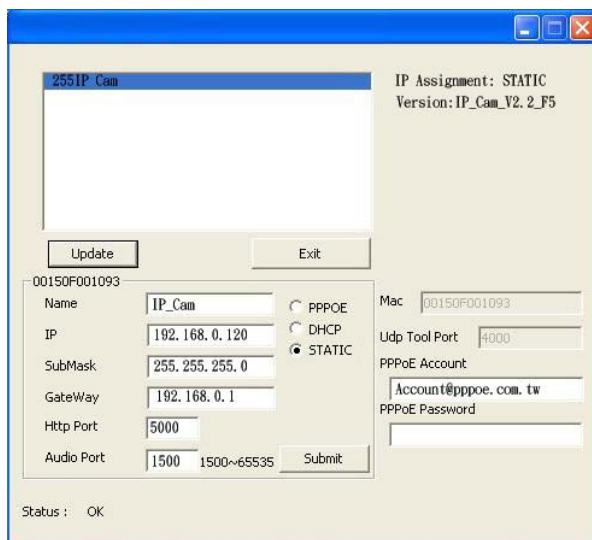 255IP Cam
IP Assignment: STATIC
Version:IP_Cam_V2.2_F5
Update
Exit
00150F001093
Name
IP_Cam
IP
192.168.0.120
SubMask
255.255.255.0
GateWay
192.168.0.1
Http Port
5000
Audio Port
1500
1500~65535
Submit
PPPOE
DHCP
STATIC
Mac
00150F001093
Udp Tool Port
4000
PPPoE Account
Account@pppoe.com.tw
PPPoE Password
Status : OK